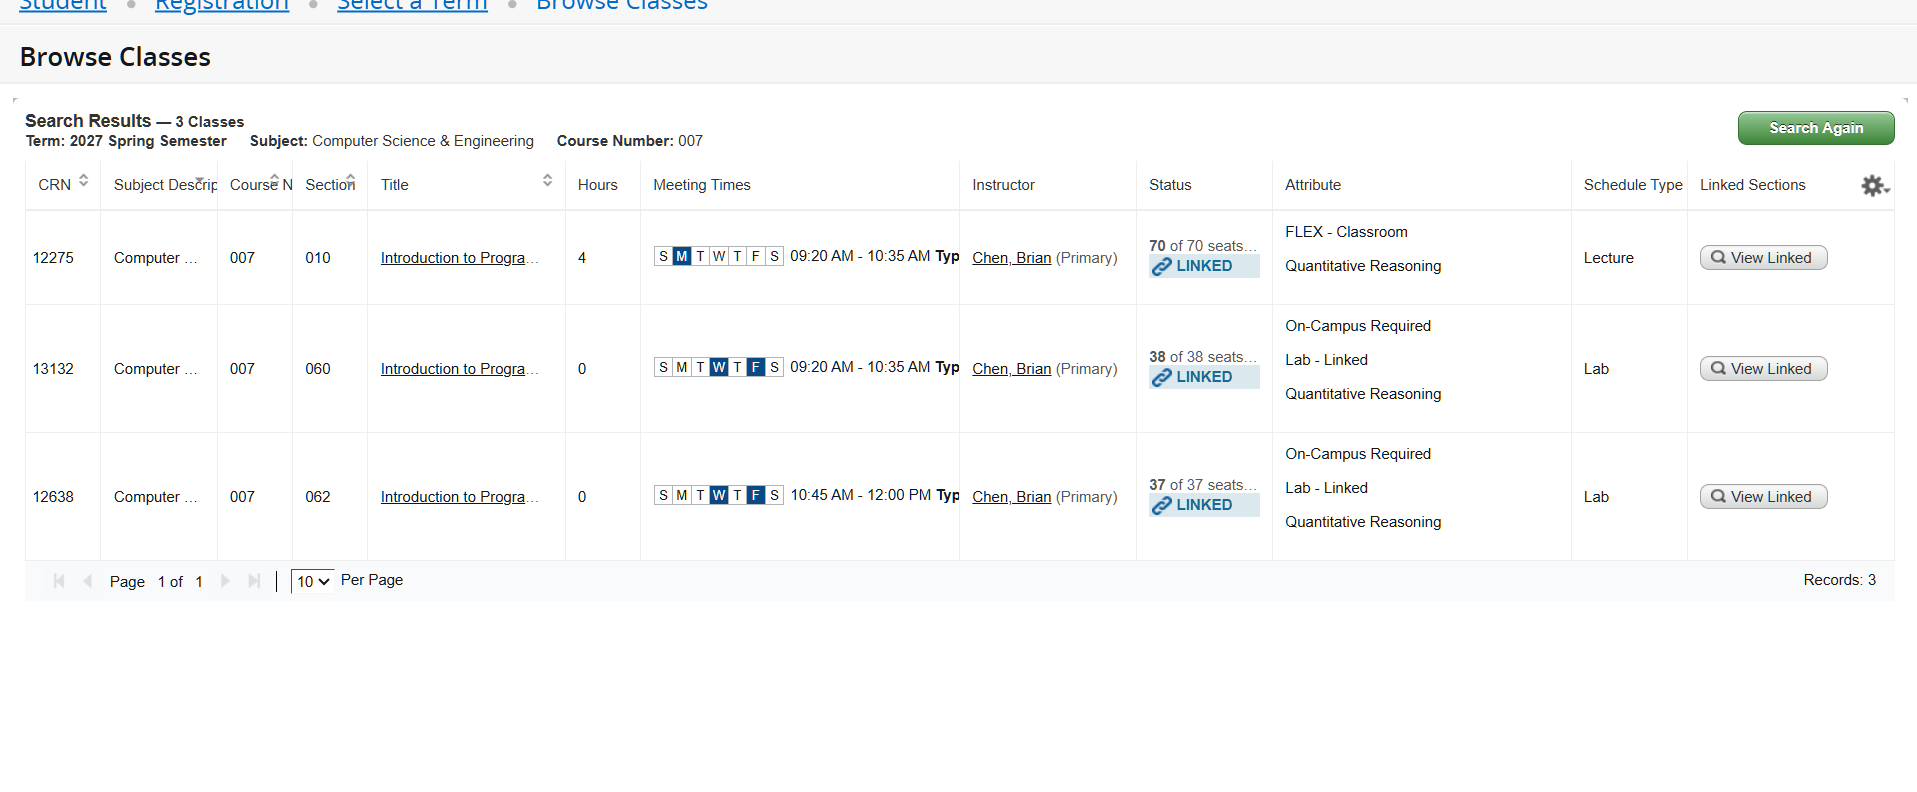 Student • Registration • Select a Term • Browse Classes
Browse Classes
Search Results — 3 Classes
Term: 2027 Spring Semester Subject: Computer Science & Engineering Course Number: 007
Search Again
CRN Subject Descrip Course N Section Title Hours Meeting Times Instructor Status Attribute Schedule Type Linked Sections
12275 Computer ... 007 010 Introduction to Progra... 4 S M T W T F S 09:20 AM - 10:35 AM Typ Chen, Brian (Primary) 70 of 70 seats... LINKED FLEX - Classroom Quantitative Reasoning Lecture View Linked
13132 Computer ... 007 060 Introduction to Progra... 0 S M T W T F S 09:20 AM - 10:35 AM Typ Chen, Brian (Primary) 38 of 38 seats... LINKED On-Campus Required Lab - Linked Quantitative Reasoning Lab View Linked
12638 Computer ... 007 062 Introduction to Progra... 0 S M T W T F S 10:45 AM - 12:00 PM Typ Chen, Brian (Primary) 37 of 37 seats... LINKED On-Campus Required Lab - Linked Quantitative Reasoning Lab View Linked
Page 1 of 1 | 10 Per Page Records: 3